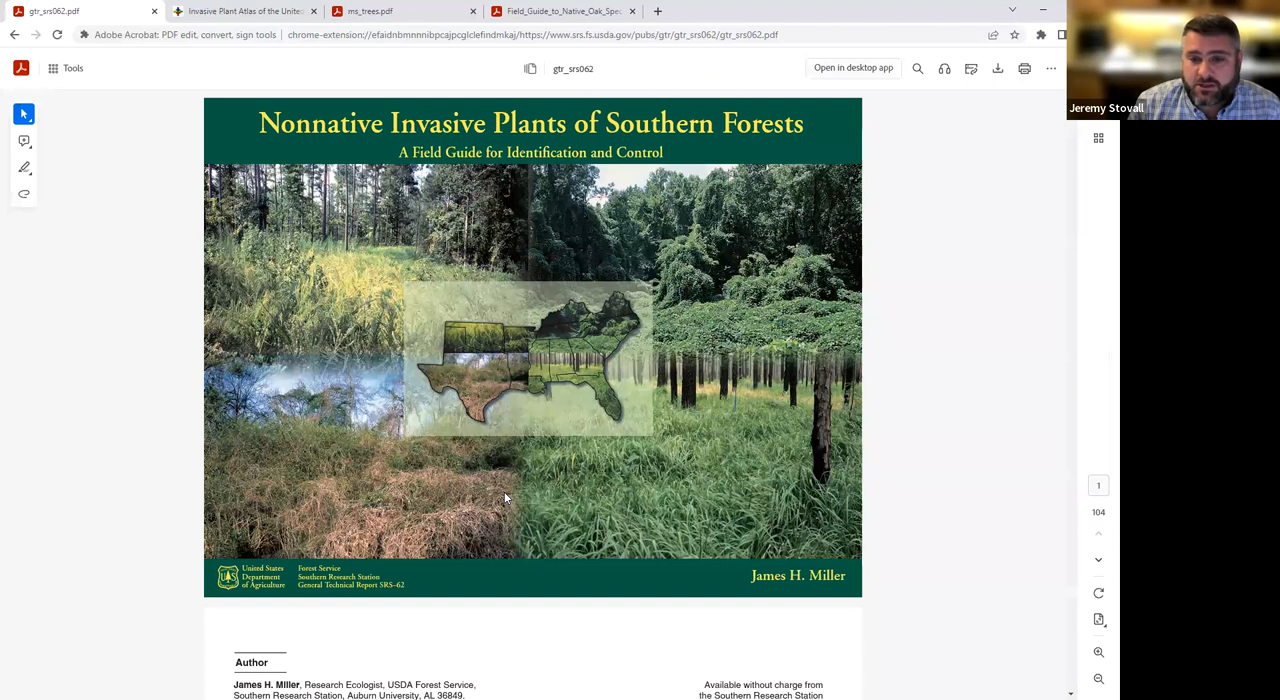 gtr_srs062.pdf
Invasive Plant Atlas of the United
ms_trees.pdf
Field_Guide_to_Native_Oak_Spe
Adobe Acrobat: PDF edit, convert, sign tools
chrome-extension://efaidnbmnnnibpcajpcglclefindmkaj/https://www.srs.fs.usda.gov/pubs/gtr/gtr_srs062/gtr_srs062.pdf
Jeremy Stovall
Tools
gtr_srs062
Open in desktop app
Nonnative Invasive Plants of Southern Forests
A Field Guide for Identification and Control
1
104
United States
Department
of Agriculture
Forest Service
Southern Research Station
General Technical Report SRS–62
James H. Miller
Author
James H. Miller, Research Ecologist, USDA Forest Service,
Southern Research Station, Auburn University, AL 36849.
Available without charge from
the Southern Research Station